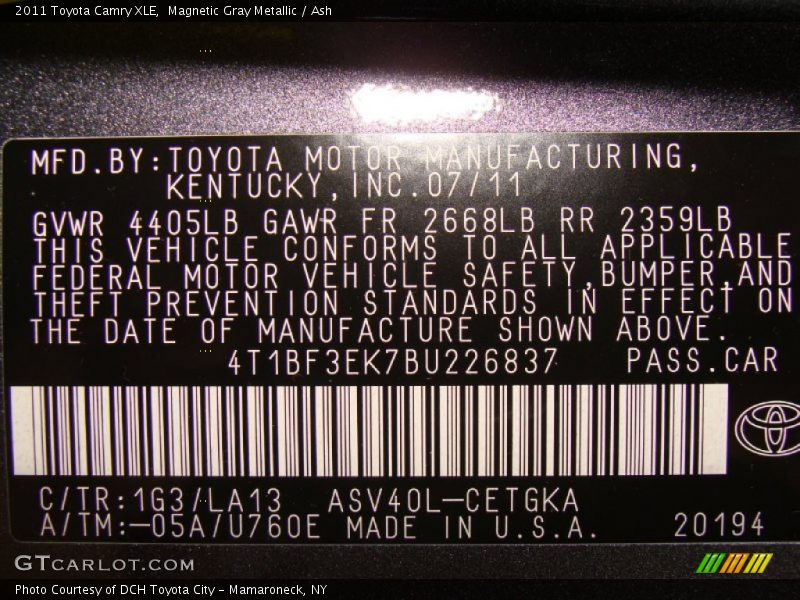 2011 Toyota Camry XLE,  Magnetic Gray Metallic / Ash
MFD.BY:TOYOTA MOTOR MANUFACTURING,
KENTUCKY,INC.07/11
GVWR 4405LB GAWR FR 2668LB RR 2359LB
THIS VEHICLE CONFORMS TO ALL APPLICABLE
FEDERAL MOTOR VEHICLE SAFETY,BUMPER,AND
THEFT PREVENTION STANDARDS IN EFFECT ON
THE DATE OF MANUFACTURE SHOWN ABOVE.
4T1BF3EK7BU226837 PASS.CAR
C/TR:1G3/LA13 ASV40L-CETGKA
A/TM:-05A/U760E MADE IN U.S.A. 20194
GTCARLOT.COM
Photo Courtesy of DCH Toyota City - Mamaroneck, NY